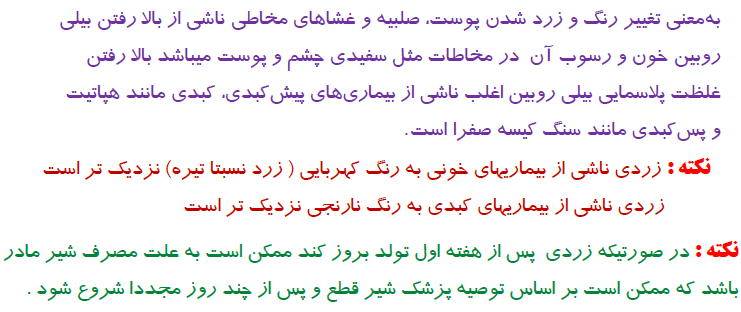 به‌معنی تغییر رنگ و زرد شدن پوست، صلبیه و غشاهای مخاطی ناشی از بالا رفتن بیلی
روبین خون و رسوب آن در مخاطات مثل سفیدی چشم و پوست میباشد بالا رفتن
غلظت پلاسمایی بیلی روبین اغلب ناشی از بیماری‌های پیش‌کبدی، کبدی مانند هپاتیت
و پس‌کبدی مانند سنگ کیسه صفرا است.
نکته : زردی ناشی از بیماریهای خونی به رنگ کهربایی ( زرد نسبتا تیره) نزدیک تر است
زردی ناشی از بیماریهای کبدی به رنگ نارنجی نزدیک تر است
نکته : در صورتیکه زردی پس از هفته اول تولد بروز کند ممکن است به علت مصرف شیر مادر
باشد که ممکن است بر اساس توصیه پزشک شیر قطع و پس از چند روز مجددا شروع شود .